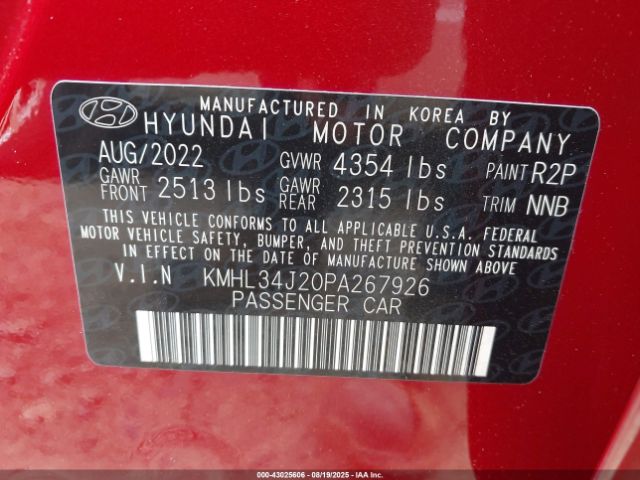 MANUFACTURED IN KOREA BY
HYUNDAI MOTOR COMPANY
AUG/2022 GVWR 4354 lbs PAINT R2P
GAWR FRONT 2513 lbs GAWR REAR 2315 lbs TRIM NNB
THIS VEHICLE CONFORMS TO ALL APPLICABLE U.S.A. FEDERAL
MOTOR VEHICLE SAFETY, BUMPER, AND THEFT PREVENTION STANDARDS
IN EFFECT ON THE DATE OF MANUFACTURE SHOWN ABOVE
V.I.N KMHL34J20PA267926
PASSENGER CAR
000-43025606 - 08/19/2025 - IAAI.COM